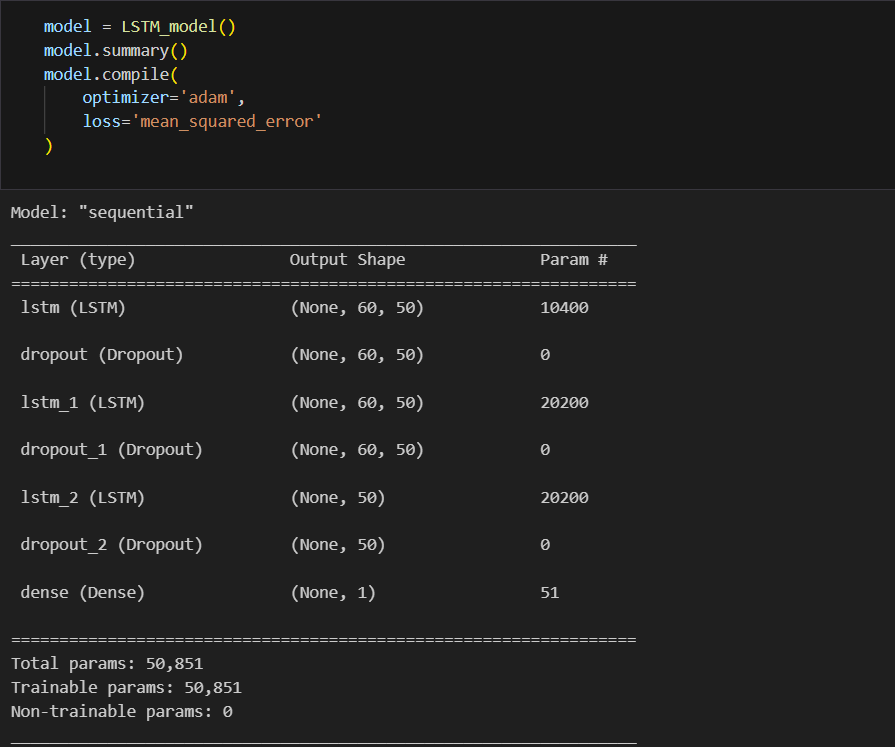 model = LSTM_model()
model.summary()
model.compile(
    optimizer='adam',
    loss='mean_squared_error'
)
Model: "sequential"
_________________________________________________________________
 Layer (type)                Output Shape              Param #
=================================================================
 lstm (LSTM)                 (None, 60, 50)            10400
 dropout (Dropout)           (None, 60, 50)            0
 lstm_1 (LSTM)               (None, 60, 50)            20200
 dropout_1 (Dropout)         (None, 60, 50)            0
 lstm_2 (LSTM)               (None, 50)                20200
 dropout_2 (Dropout)         (None, 50)                0
 dense (Dense)               (None, 1)                 51
=================================================================
Total params: 50,851
Trainable params: 50,851
Non-trainable params: 0
_________________________________________________________________